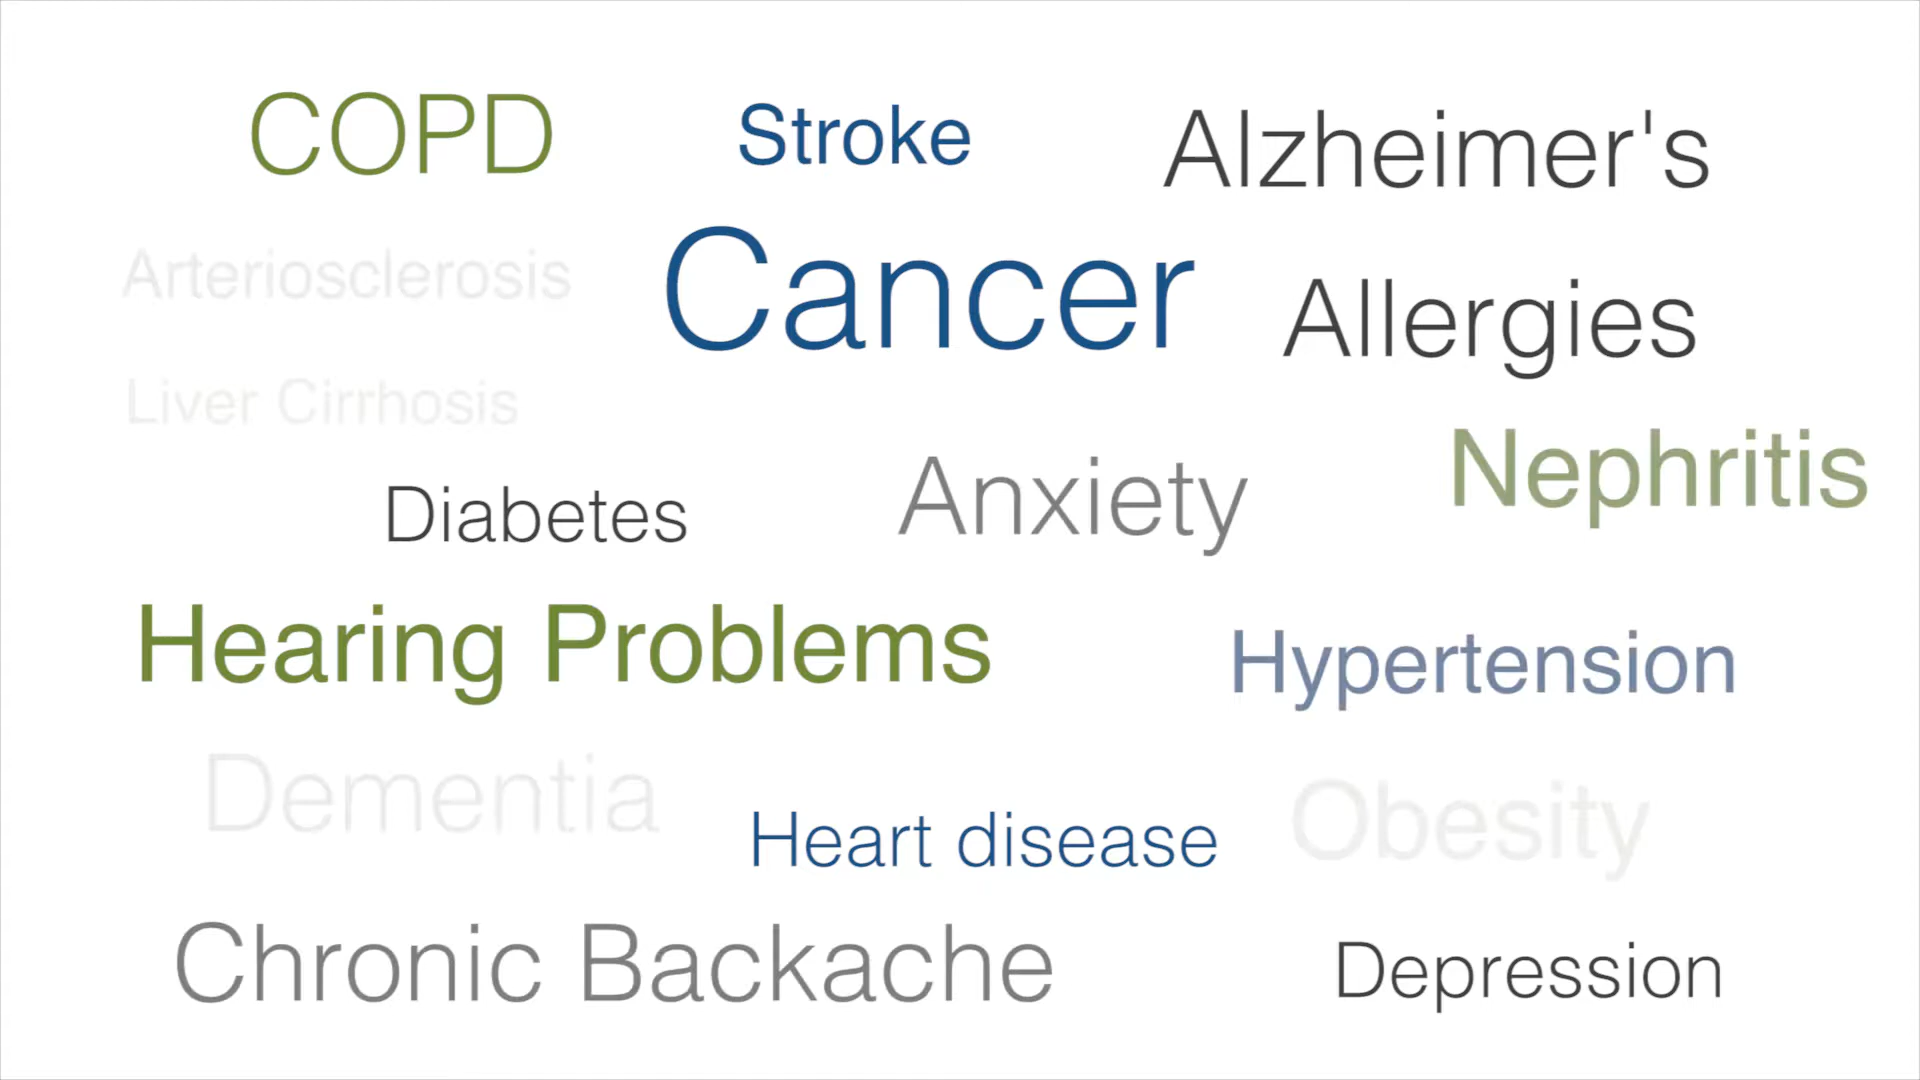 COPD
Stroke
Alzheimer's
Arteriosclerosis
Cancer
Allergies
Liver Cirrhosis
Diabetes
Anxiety
Nephritis
Hearing Problems
Hypertension
Dementia
Heart disease
Obesity
Chronic Backache
Depression